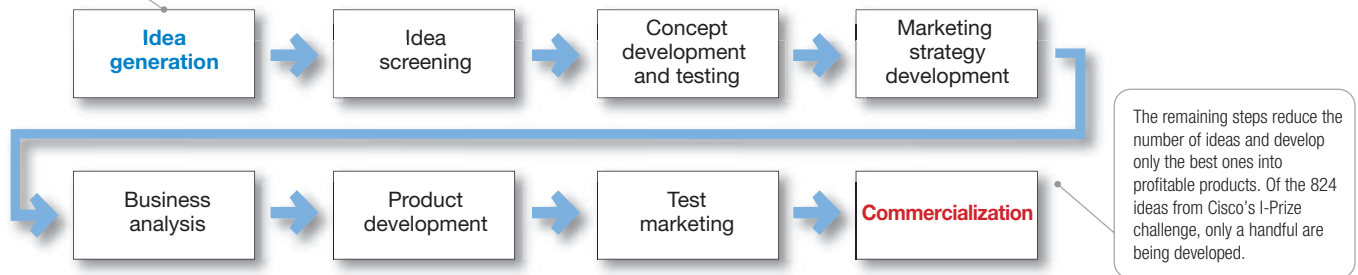 Idea
generation
Idea
screening
Concept
development
and testing
Marketing
strategy
development
Business
analysis
Product
development
Test
marketing
Commercialization
The remaining steps reduce the
number of ideas and develop
only the best ones into
profitable products. Of the 824
ideas from Cisco's I-Prize
challenge, only a handful are
being developed.